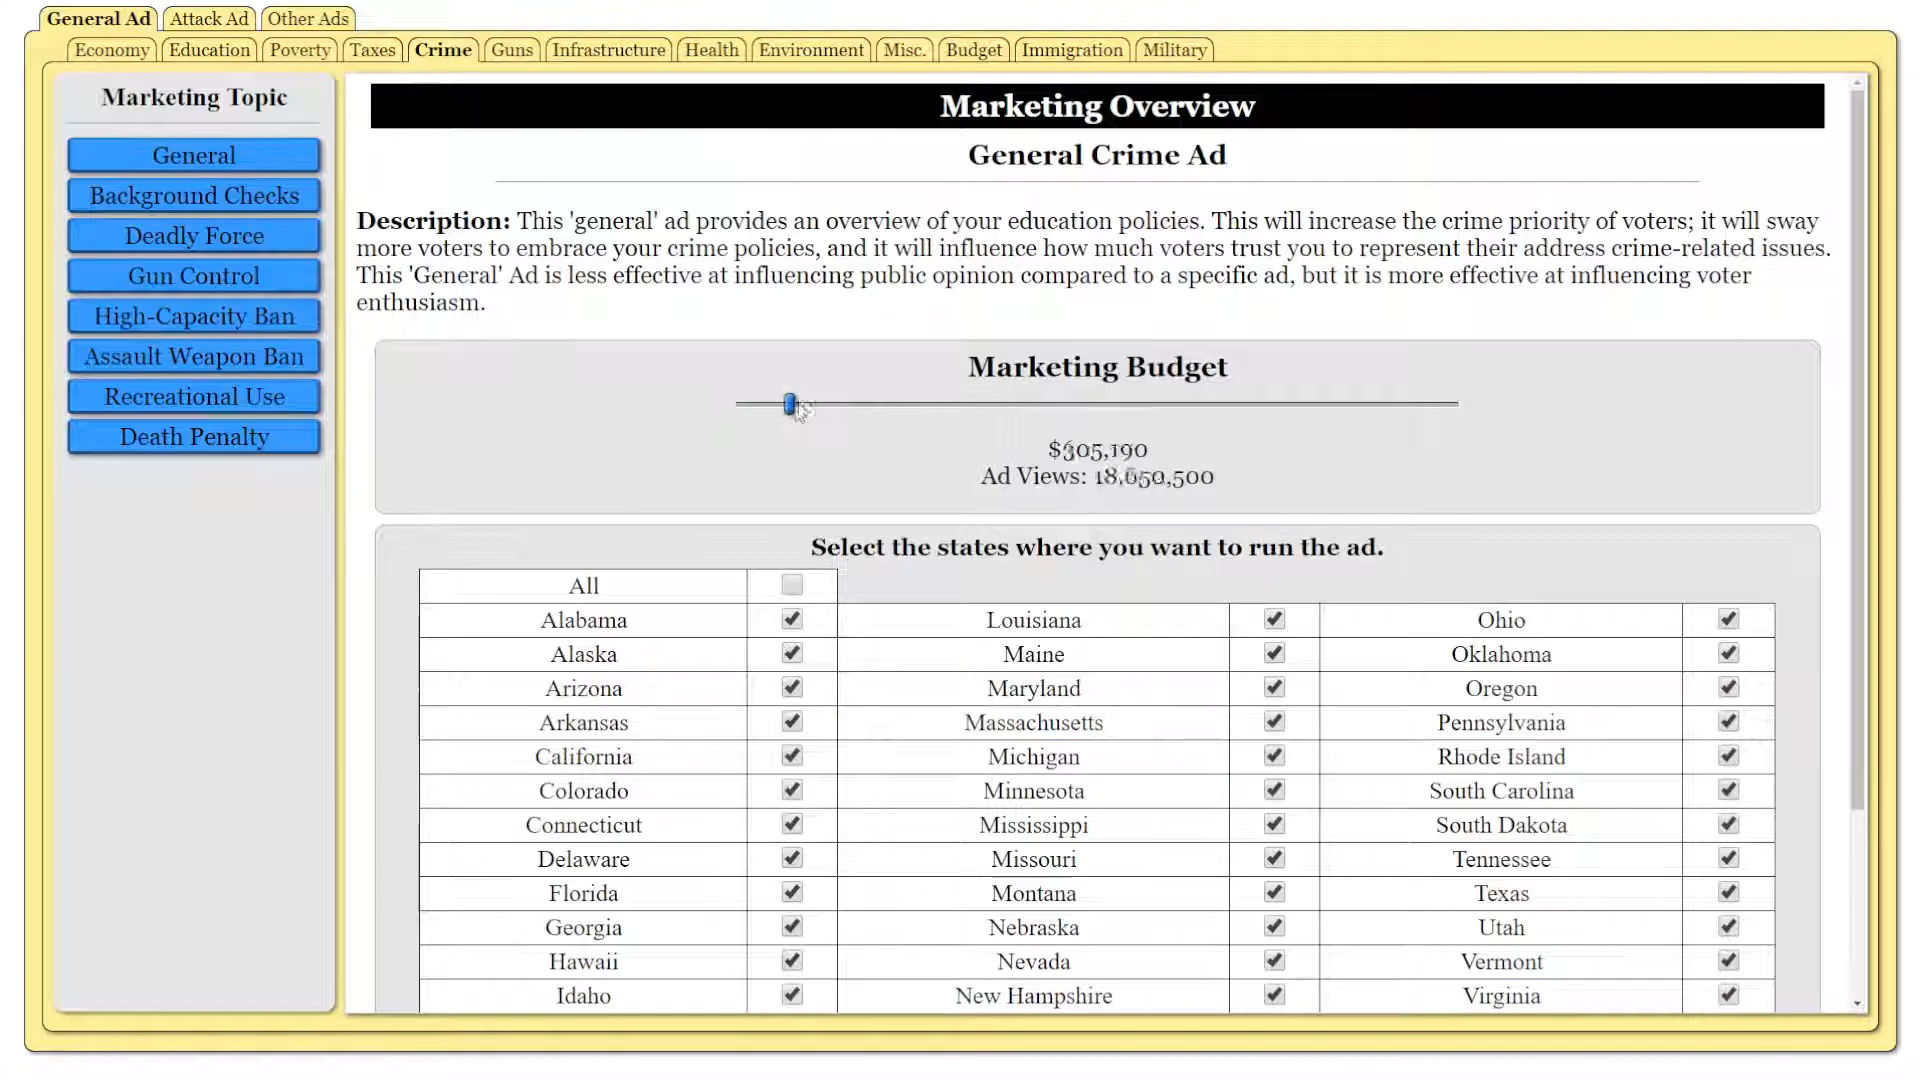 General Ad Attack Ad Other Ads
Economy Education Poverty Taxes Crime Guns Infrastructure Health Environment Misc. Budget Immigration Military
Marketing Topic
General
Background Checks
Deadly Force
Gun Control
High-Capacity Ban
Assault Weapon Ban
Recreational Use
Death Penalty
Marketing Overview
General Crime Ad
Description: This 'general' ad provides an overview of your education policies. This will increase the crime priority of voters; it will sway
more voters to embrace your crime policies, and it will influence how much voters trust you to represent their address crime-related issues.
This 'General' Ad is less effective at influencing public opinion compared to a specific ad, but it is more effective at influencing voter
enthusiasm.
Marketing Budget
$305,190
Ad Views:
Select the states where you want to run the ad.
All
Alabama Louisiana Ohio
Alaska Maine Oklahoma
Arizona Maryland Oregon
Arkansas Massachusetts Pennsylvania
California Michigan Rhode Island
Colorado Minnesota South Carolina
Connecticut Mississippi South Dakota
Delaware Missouri Tennessee
Florida Montana Texas
Georgia Nebraska Utah
Hawaii Nevada Vermont
Idaho New Hampshire Virginia